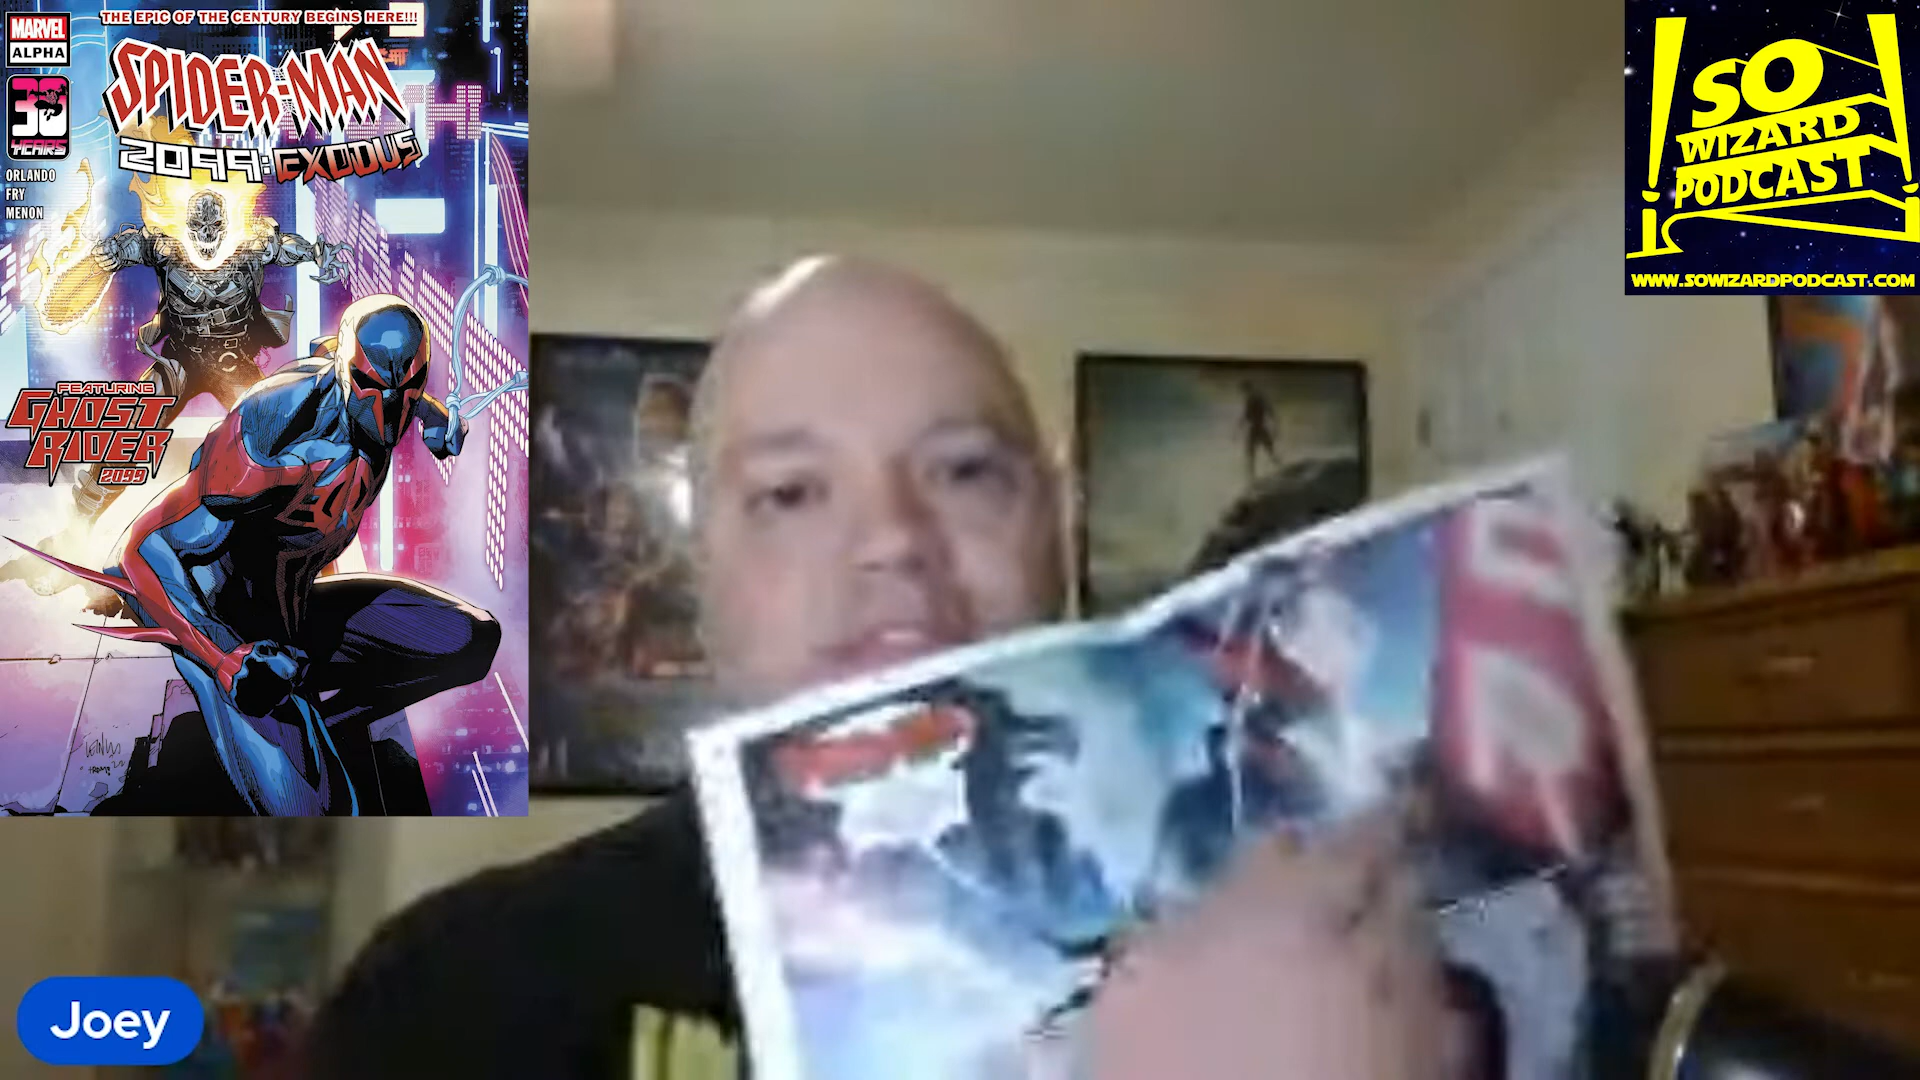 THE EPIC OF THE CENTURY BEGINS HERE!!!
MARVEL
ALPHA
SPIDER-MAN
2099: EXODUS
30
YEARS
ORLANDO
FRY
MENON
FEATURING
GHOST
RIDER
2099
SO
WIZARD
PODCAST
WWW.SOWIZARDPODCAST.COM
Joey